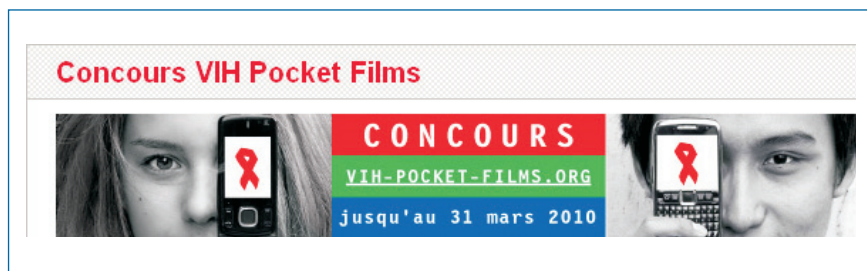 Concours VIH Pocket Films
CONCOURS
VIH-POCKET-FILMS.ORG
jusqu'au 31 mars 2010